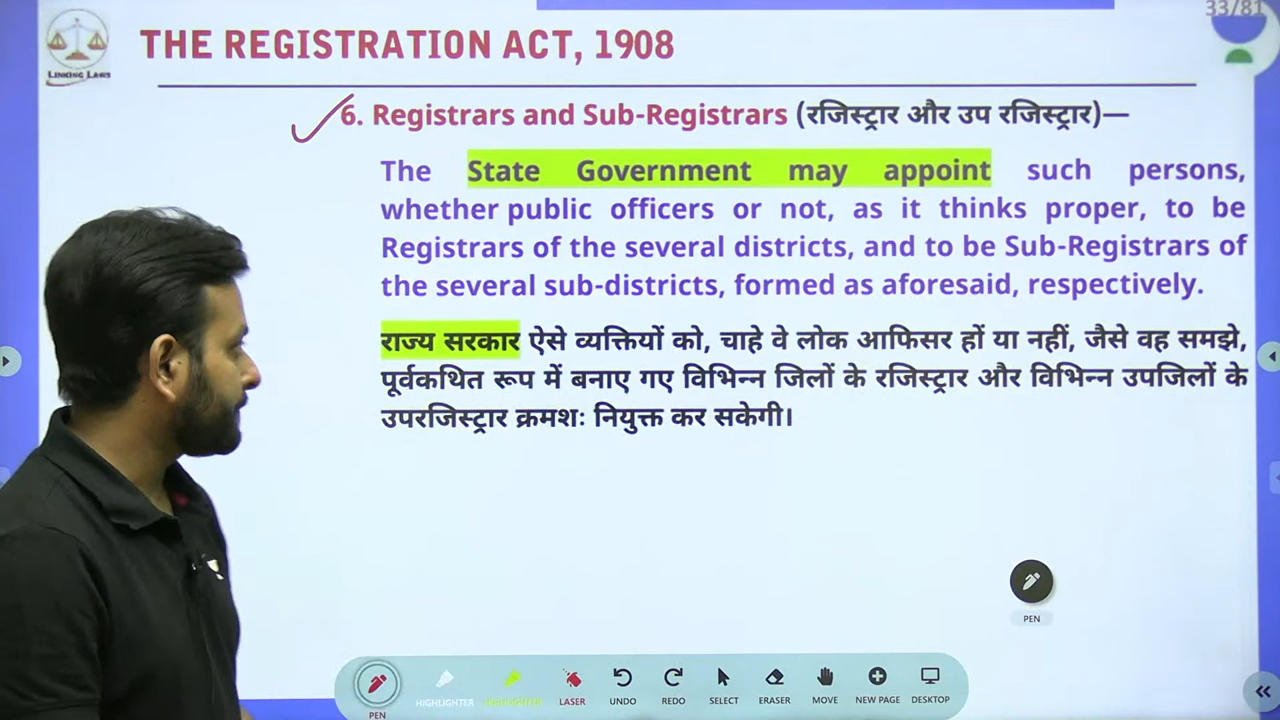 33/81
THE REGISTRATION ACT, 1908
LINKING LAWS
6. Registrars and Sub-Registrars (रजिस्ट्रार और उप रजिस्ट्रार)—
The State Government may appoint such persons,
whether public officers or not, as it thinks proper, to be
Registrars of the several districts, and to be Sub-Registrars of
the several sub-districts, formed as aforesaid, respectively.
राज्य सरकार ऐसे व्यक्तियों को, चाहे वे लोक आफिसर हों या नहीं, जैसे वह समझे,
पूर्वकथित रूप में बनाए गए विभिन्न जिलों के रजिस्ट्रार और विभिन्न उपजिलों के
उपरजिस्ट्रार क्रमशः नियुक्त कर सकेगी।
PEN
PEN HIGHLIGHTER HIGHLIGHTER LASER UNDO REDO SELECT ERASER MOVE NEW PAGE DESKTOP